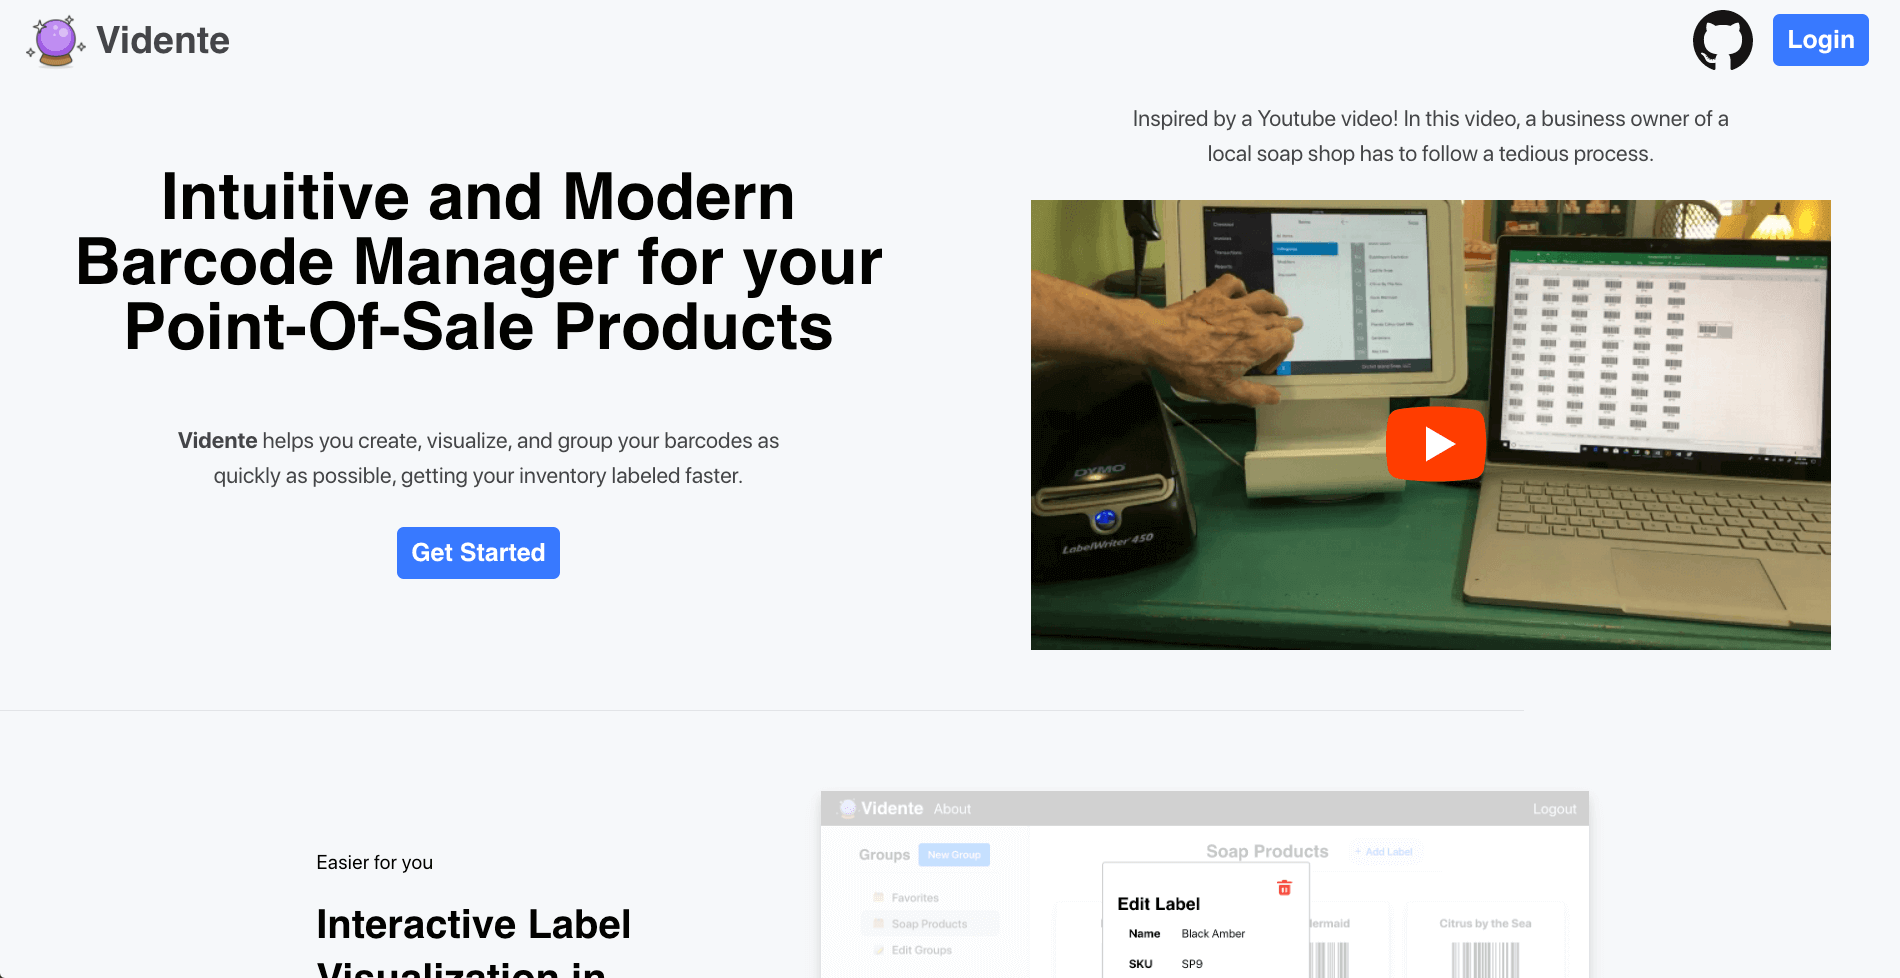 Vidente
Login
Intuitive and Modern
Barcode Manager for your
Point-Of-Sale Products
Vidente helps you create, visualize, and group your barcodes as
quickly as possible, getting your inventory labeled faster.
Get Started
Inspired by a Youtube video! In this video, a business owner of a
local soap shop has to follow a tedious process.
DYMO
LabelWriter 450
Easier for you
Interactive Label
Visualization in
Vidente About Logout
Groups New Group
Favorites
Soap Products
Edit Groups
Soap Products + Add Label
Edit Label
Name Black Amber
SKU SP9
Citrus by the Sea